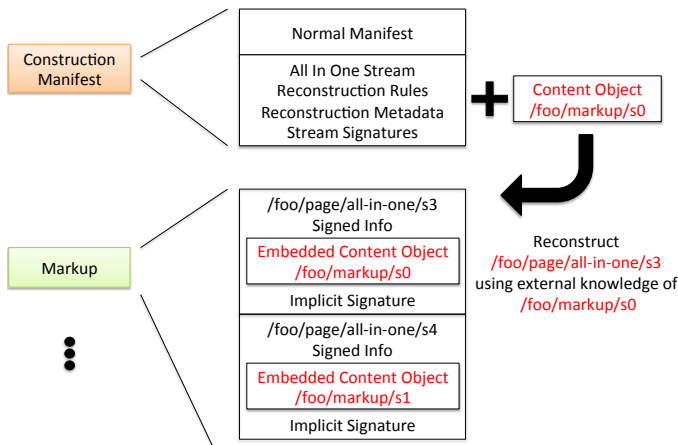 Construction
Manifest
Normal Manifest
All In One Stream
Reconstruction Rules
Reconstruction Metadata
Stream Signatures
Content Object
/foo/markup/s0
Markup
/foo/page/all-in-one/s3
Signed Info
Embedded Content Object
/foo/markup/s0
Implicit Signature
/foo/page/all-in-one/s4
Signed Info
Embedded Content Object
/foo/markup/s1
Implicit Signature
Reconstruct
/foo/page/all-in-one/s3
using external knowledge of
/foo/markup/s0